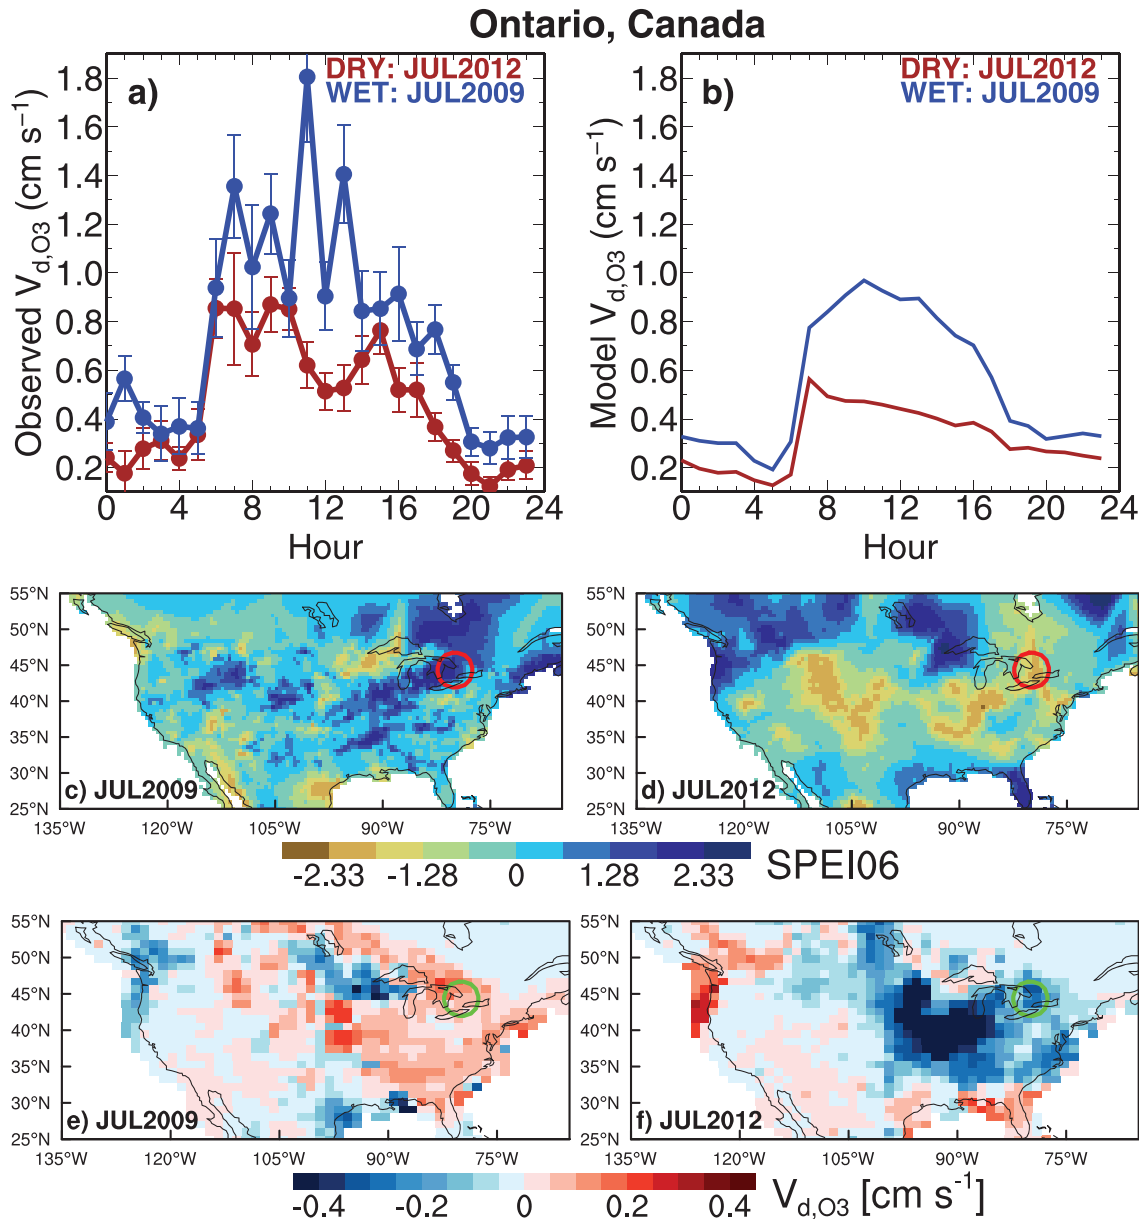 Ontario, Canada
a)
DRY: JUL2012
WET: JUL2009
Observed V_d,O3 (cm s⁻¹)
1.8
1.6
1.4
1.2
1.0
0.8
0.6
0.4
0.2
0 4 8 12 16 20 24
Hour
b)
DRY: JUL2012
WET: JUL2009
Model V_d,O3 (cm s⁻¹)
1.8
1.6
1.4
1.2
1.0
0.8
0.6
0.4
0.2
0 4 8 12 16 20 24
Hour
55°N
50°N
45°N
40°N
35°N
30°N
25°N
c) JUL2009
135°W 120°W 105°W 90°W 75°W
55°N
50°N
45°N
40°N
35°N
30°N
25°N
d) JUL2012
135°W 120°W 105°W 90°W 75°W
-2.33 -1.28 0 1.28 2.33
SPEI06
55°N
50°N
45°N
40°N
35°N
30°N
25°N
e) JUL2009
135°W 120°W 105°W 90°W 75°W
55°N
50°N
45°N
40°N
35°N
30°N
25°N
f) JUL2012
135°W 120°W 105°W 90°W 75°W
-0.4 -0.2 0 0.2 0.4
V_d,O3 [cm s⁻¹]